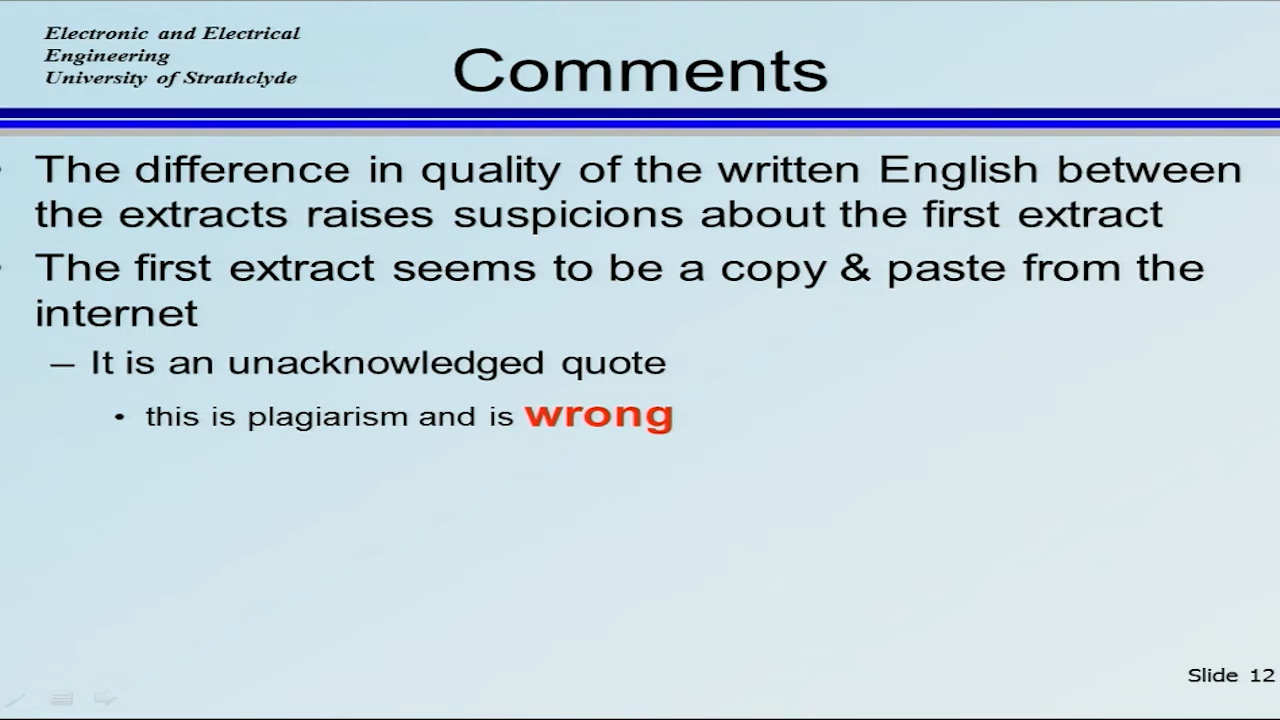 Electronic and Electrical
Engineering
University of Strathclyde
Comments
• The difference in quality of the written English between
the extracts raises suspicions about the first extract
• The first extract seems to be a copy & paste from the
internet
– It is an unacknowledged quote
• this is plagiarism and is wrong
Slide 12